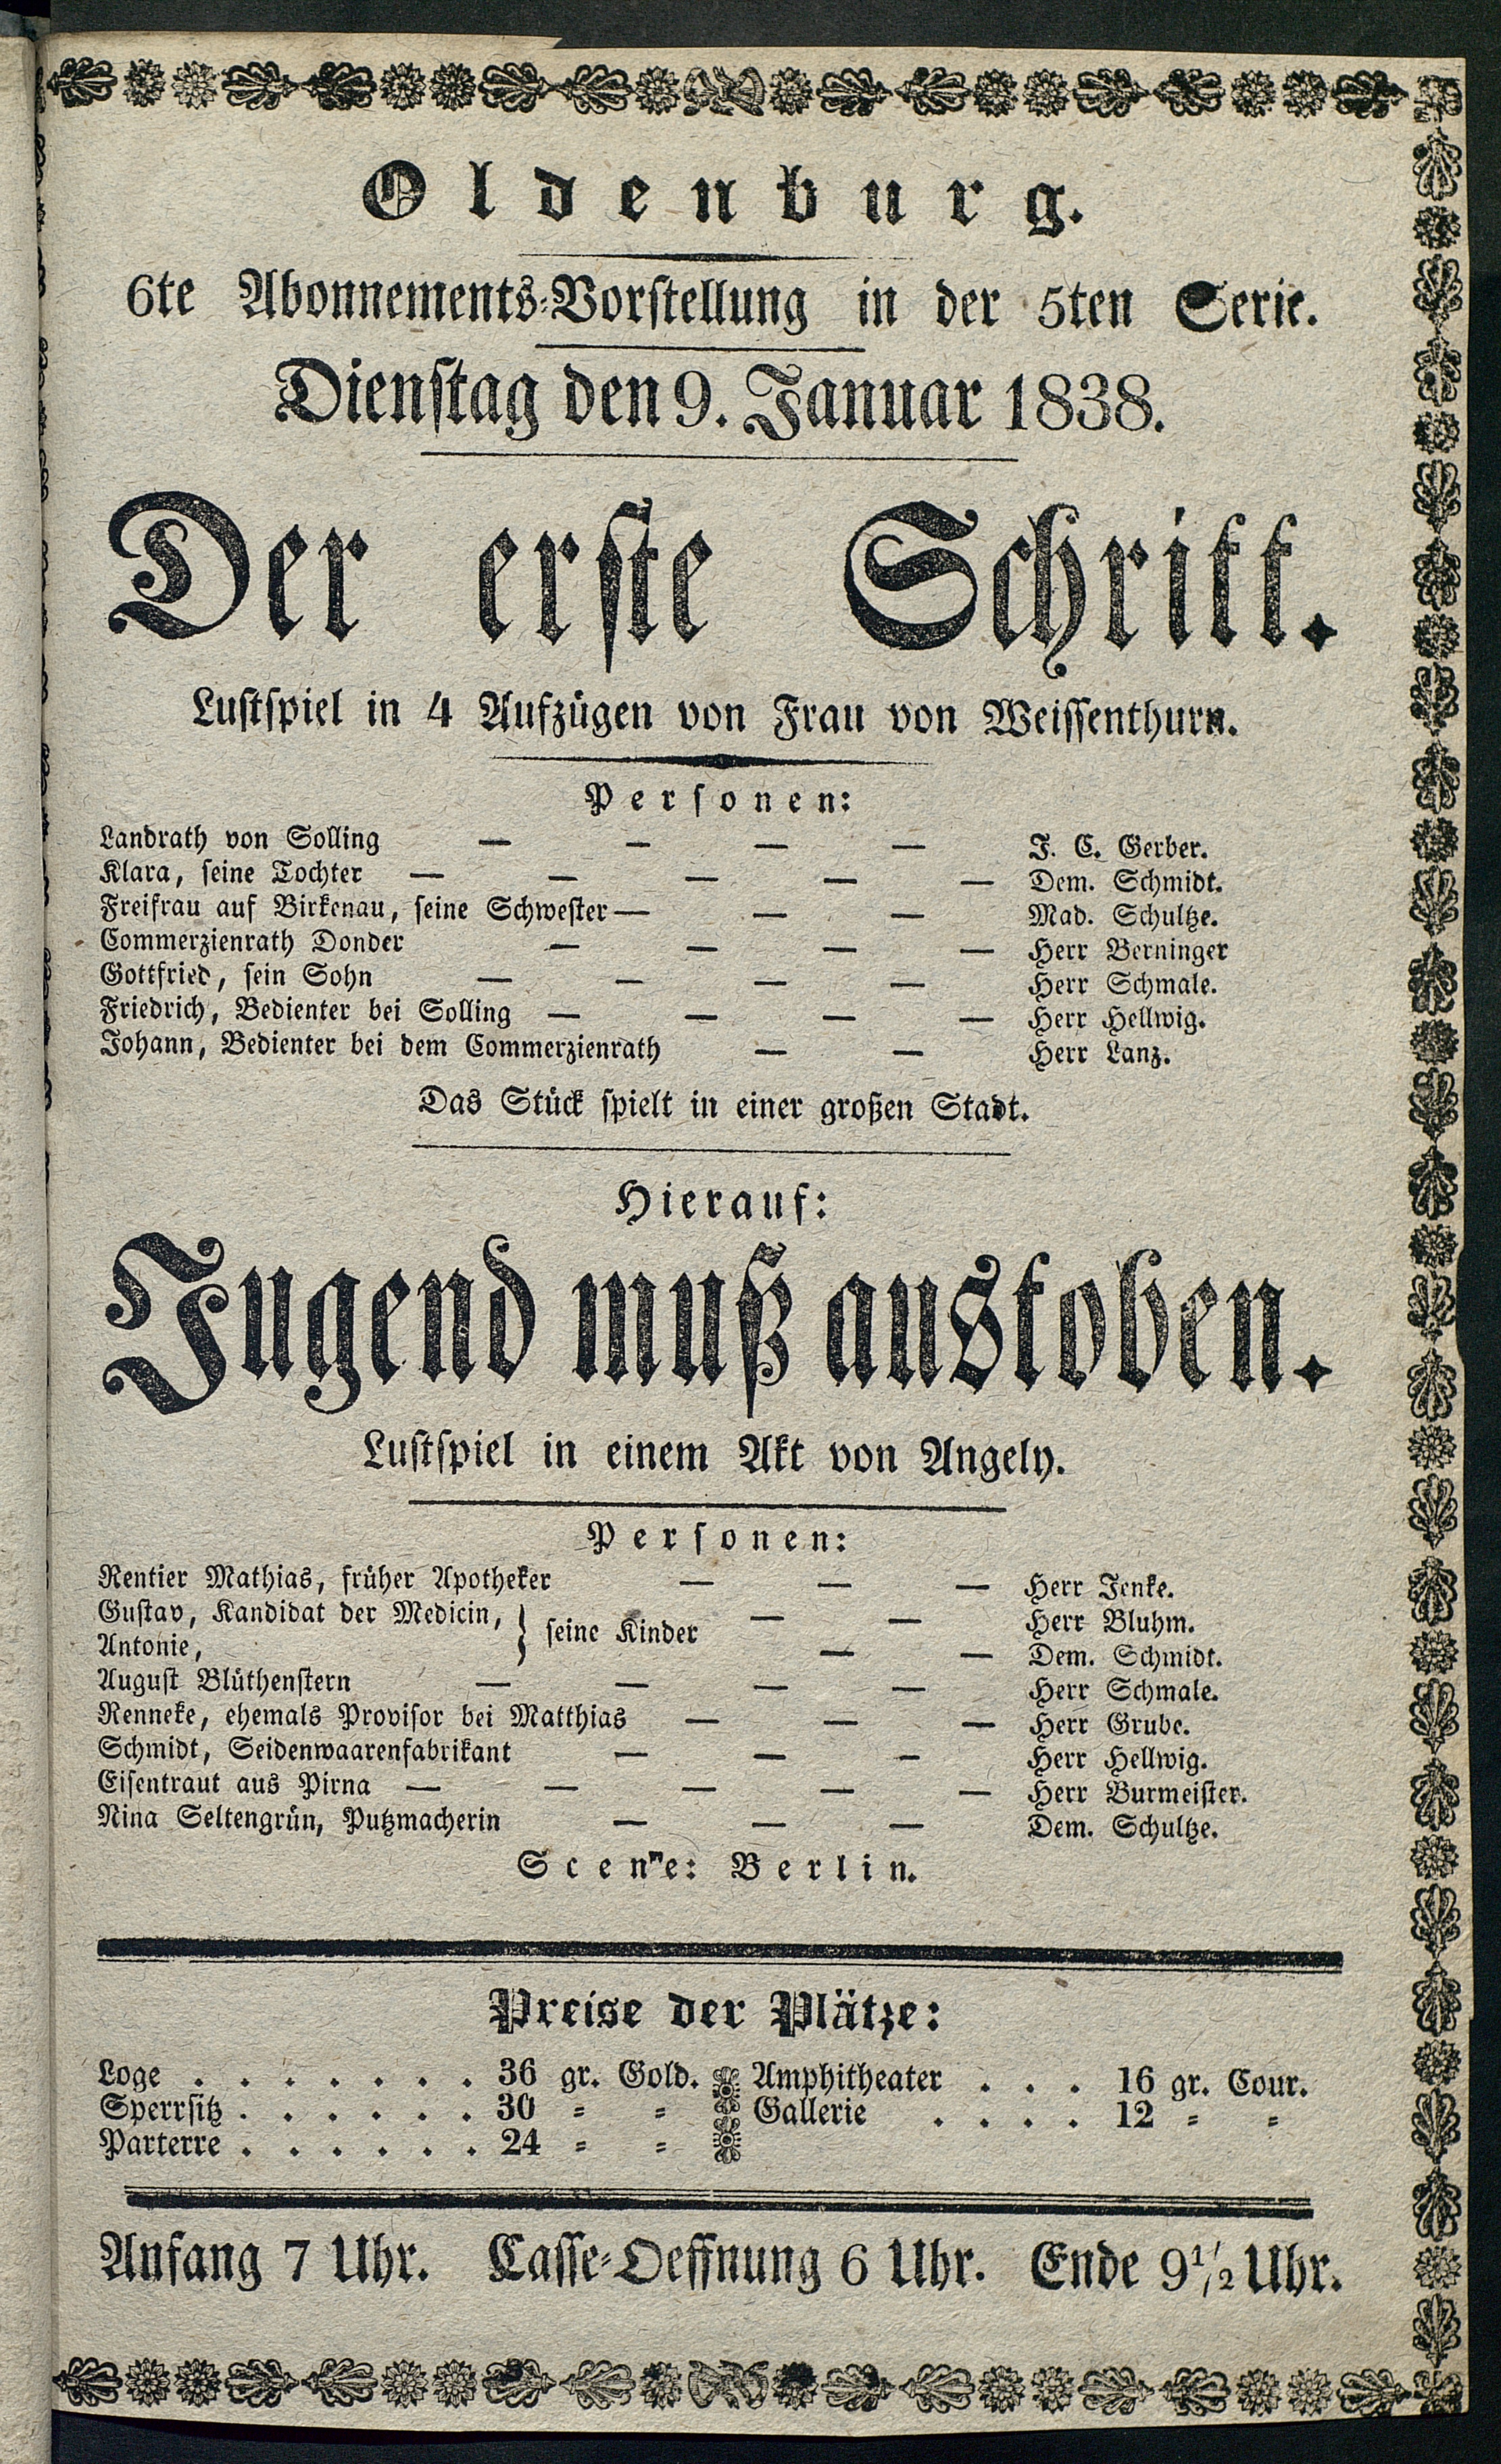 Oldenburg.
6te Abonnements-Vorstellung in der 5ten Serie.
Dienstag den 9. Januar 1838.
Der erste Schritt.
Lustspiel in 4 Aufzügen von Frau von Weissenthurn.
Personen:
Landrath von Solling — — — — J. C. Gerber.
Klara, seine Tochter — — — — — Dem. Schmidt.
Freifrau auf Birkenau, seine Schwester — — — Mad. Schultze.
Commerzienrath Donder — — — — Herr Berninger
Gottfried, sein Sohn — — — — Herr Schmale.
Friedrich, Bedienter bei Solling — — — — Herr Hellwig.
Johann, Bedienter bei dem Commerzienrath — — Herr Lanz.
Das Stück spielt in einer großen Stadt.
Hierauf:
Jugend muß austoben.
Lustspiel in einem Akt von Angely.
Personen:
Rentier Mathias, früher Apotheker — — — Herr Jenke.
Gustav, Kandidat der Medicin, } seine Kinder — — Herr Bluhm.
Antonie, — — Dem. Schmidt.
August Blüthenstern — — — — Herr Schmale.
Renneke, ehemals Provisor bei Matthias — — — Herr Grube.
Schmidt, Seidenwaarenfabrikant — — — Herr Hellwig.
Eisentraut aus Pirna — — — — — Herr Burmeister.
Nina Seltengrün, Putzmacherin — — — Dem. Schultze.
Scene: Berlin.
Preise der Plätze:
Loge . . . . . . . 36 gr. Gold. Amphitheater . . . 16 gr. Cour.
Sperrsitz . . . . . . 30 = = Gallerie . . . . 12 = =
Parterre . . . . . . 24 = =
Anfang 7 Uhr. Casse-Oeffnung 6 Uhr. Ende 9 1/2 Uhr.